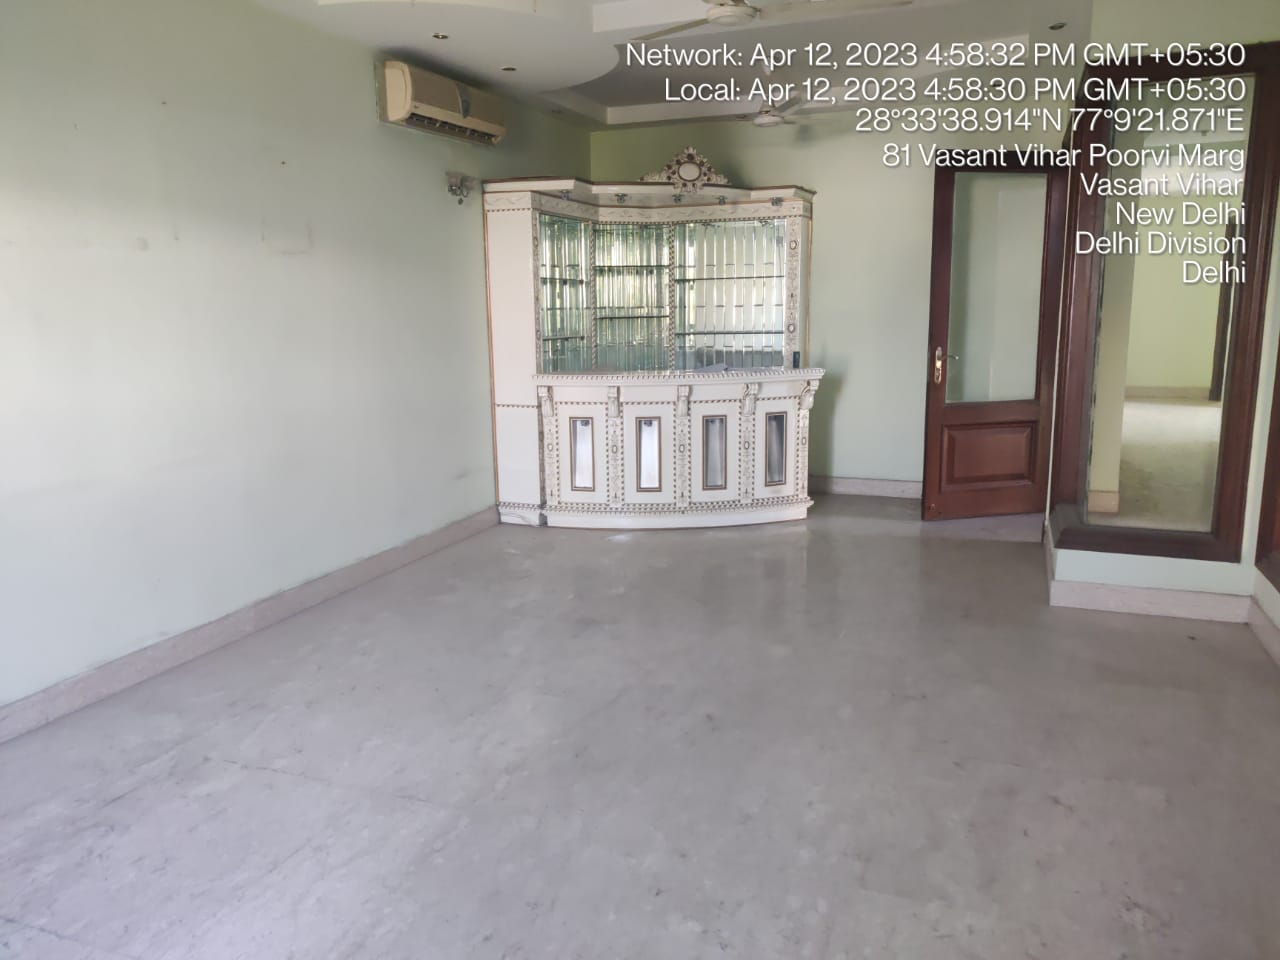 Network: Apr 12, 2023 4:58:32 PM GMT+05:30
Local: Apr 12, 2023 4:58:30 PM GMT+05:30
28°33'38.914"N 77°9'21.871"E
81 Vasant Vihar Poorvi Marg
Vasant Vihar
New Delhi
Delhi Division
Delhi